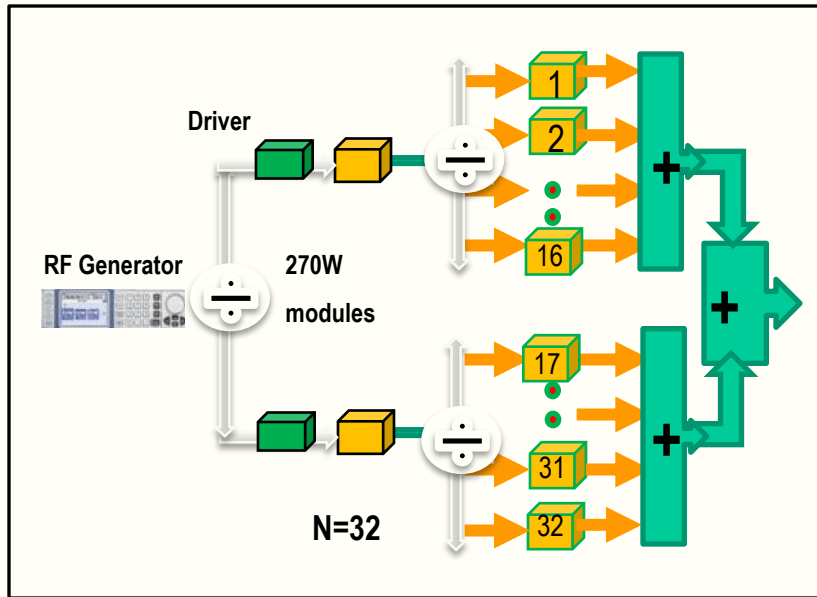 Driver
RF Generator
270W
modules
1
2
16
17
31
32
N=32
÷
÷
÷
+
+
+